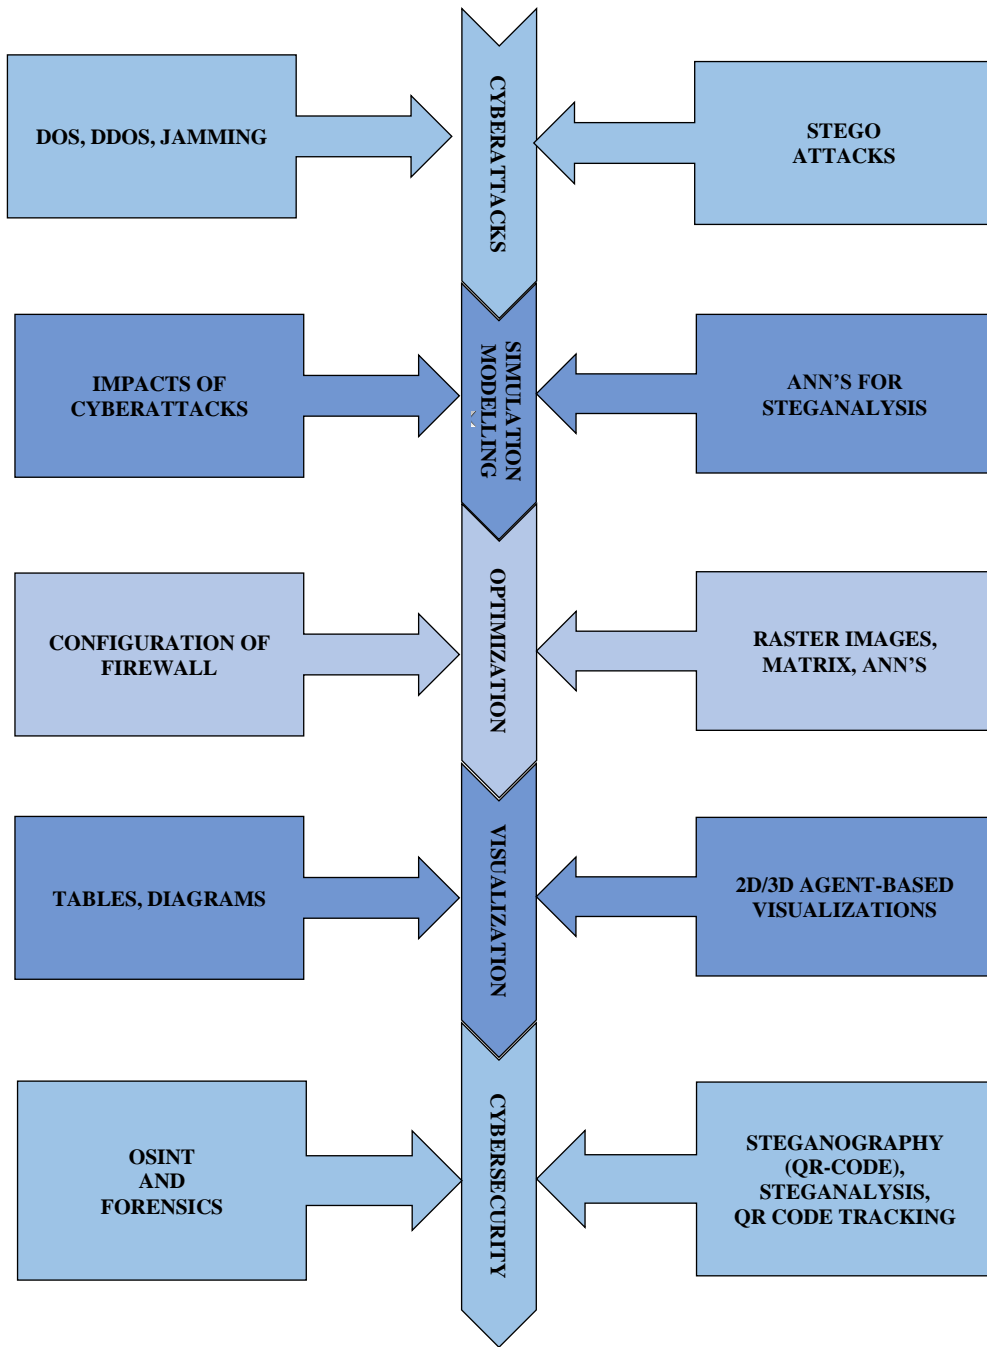 CYBERATTACKS
DOS, DDOS, JAMMING
STEGO
ATTACKS
SIMULATION
MODELLING
IMPACTS OF
CYBERATTACKS
ANN’S FOR
STEGANALYSIS
OPTIMIZATION
CONFIGURATION OF
FIREWALL
RASTER IMAGES,
MATRIX, ANN’S
VISUALIZATION
TABLES, DIAGRAMS
2D/3D AGENT-BASED
VISUALIZATIONS
CYBERSECURITY
OSINT
AND
FORENSICS
STEGANOGRAPHY
(QR-CODE),
STEGANALYSIS,
QR CODE TRACKING